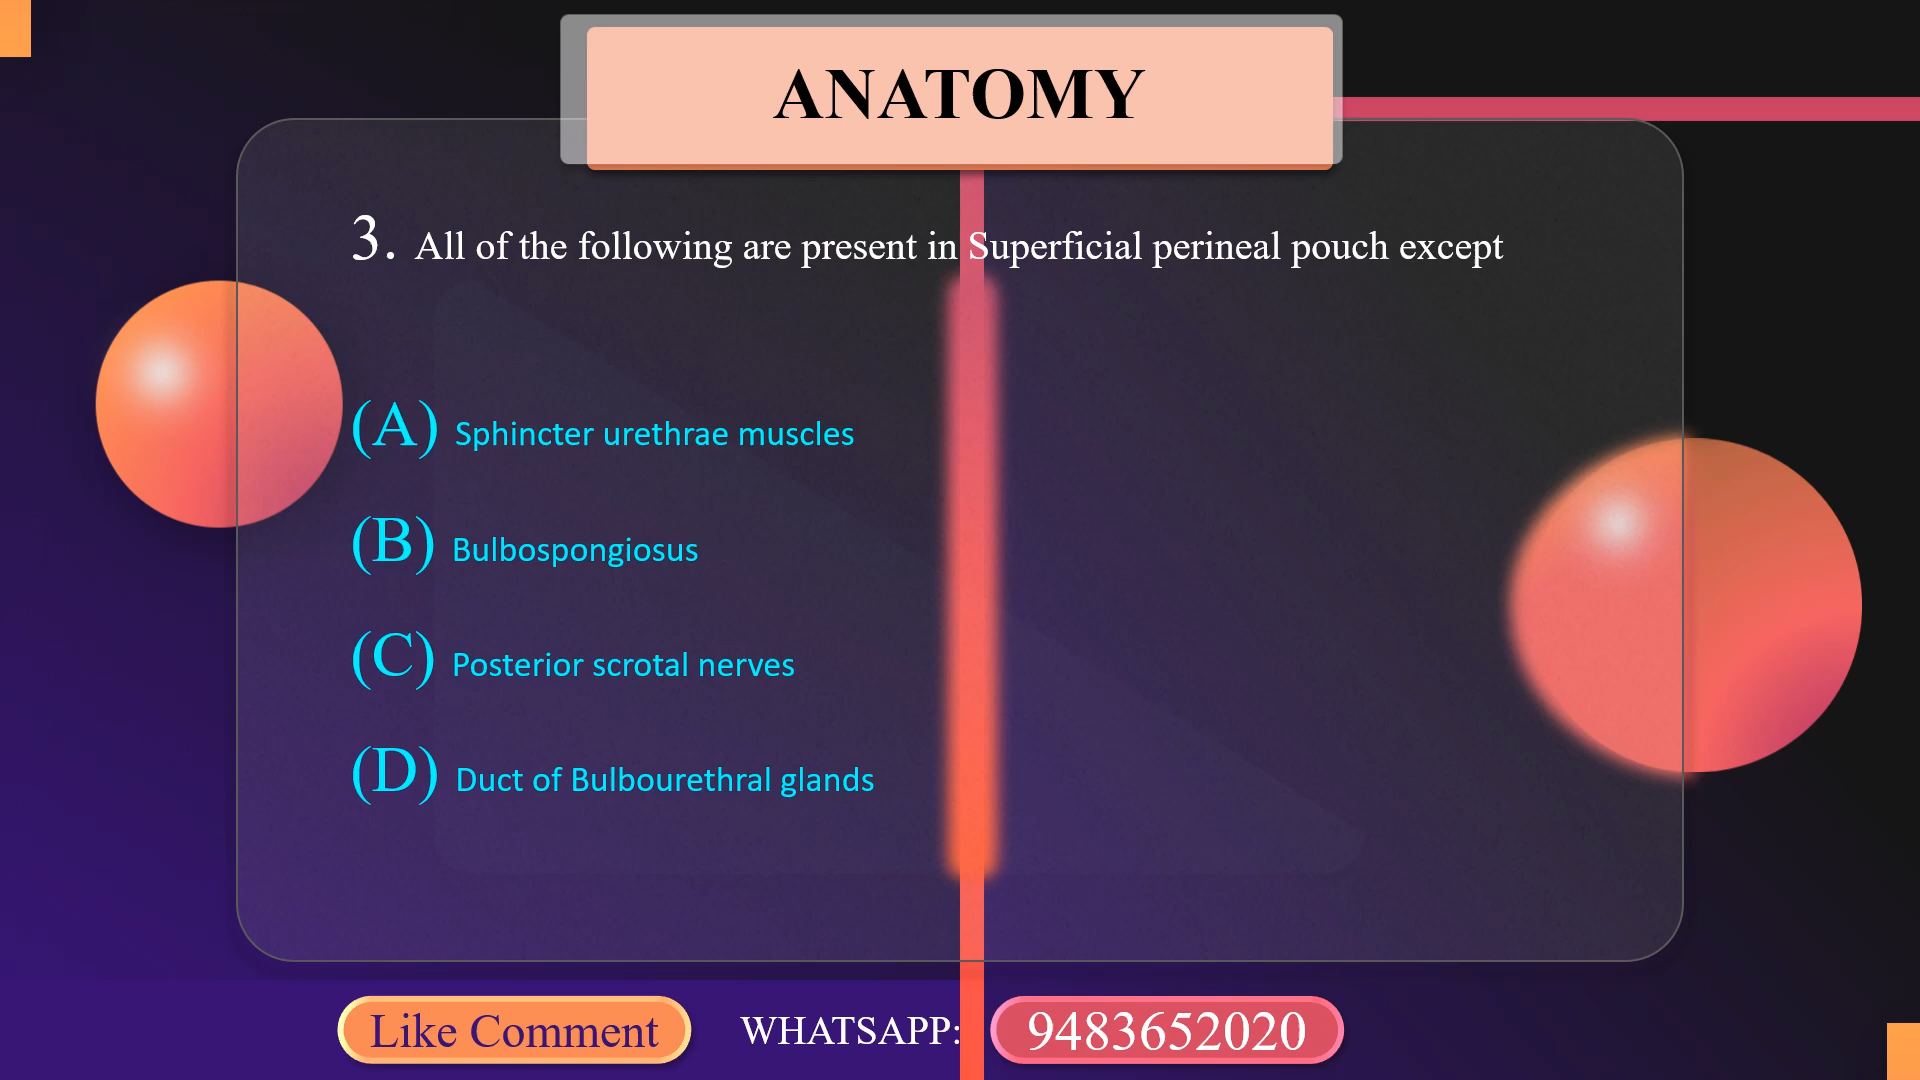 ANATOMY
3. All of the following are present in Superficial perineal pouch except
(A) Sphincter urethrae muscles
(B) Bulbospongiosus
(C) Posterior scrotal nerves
(D) Duct of Bulbourethral glands
Like Comment WHATSAPP: 9483652020